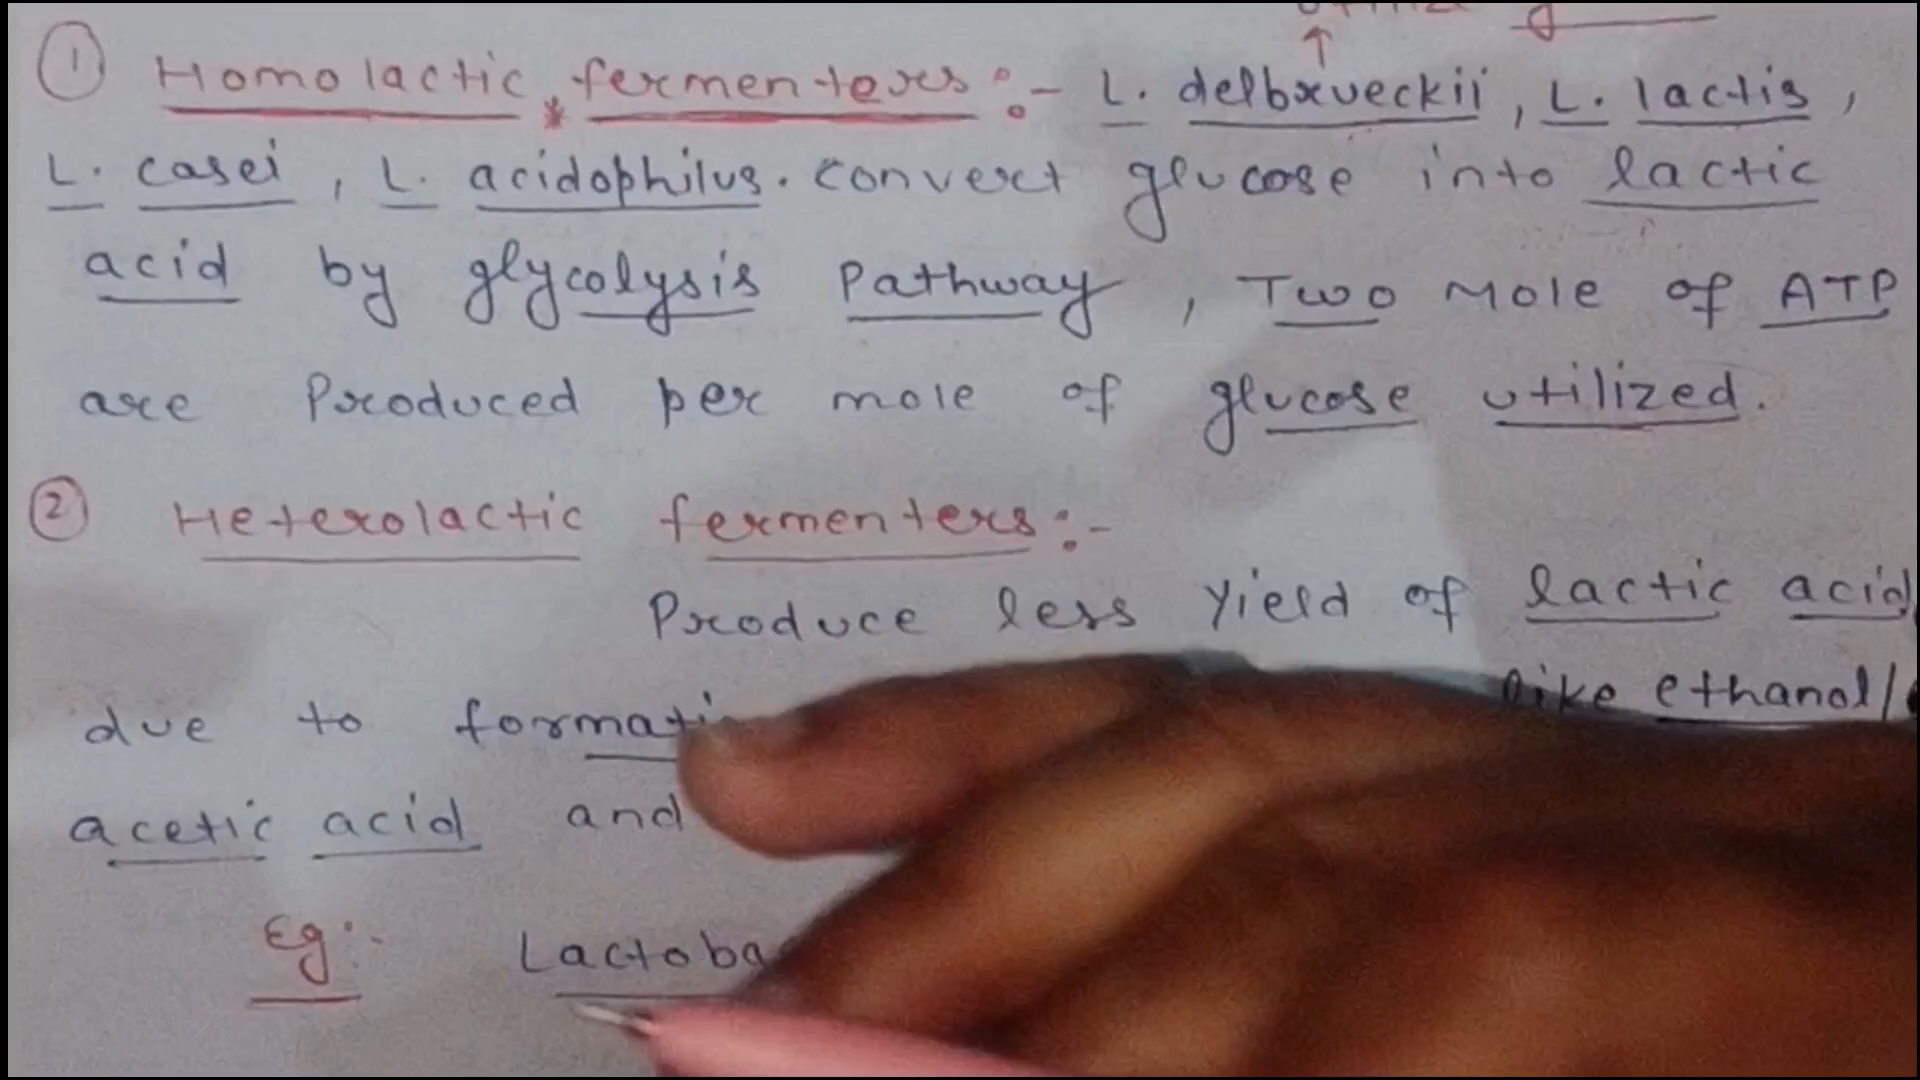 ① Homolactic fermenters :- L. delbrueckii, L. lactis,
L. casei, L. acidophilus. convert glucose into lactic
acid by glycolysis Pathway, Two Mole of ATP
are Produced per mole of glucose utilized.
② Heterolactic fermenters :-
Produce less Yield of lactic acid
due to formati like ethanol/
acetic acid and
Eg:- Lactoba